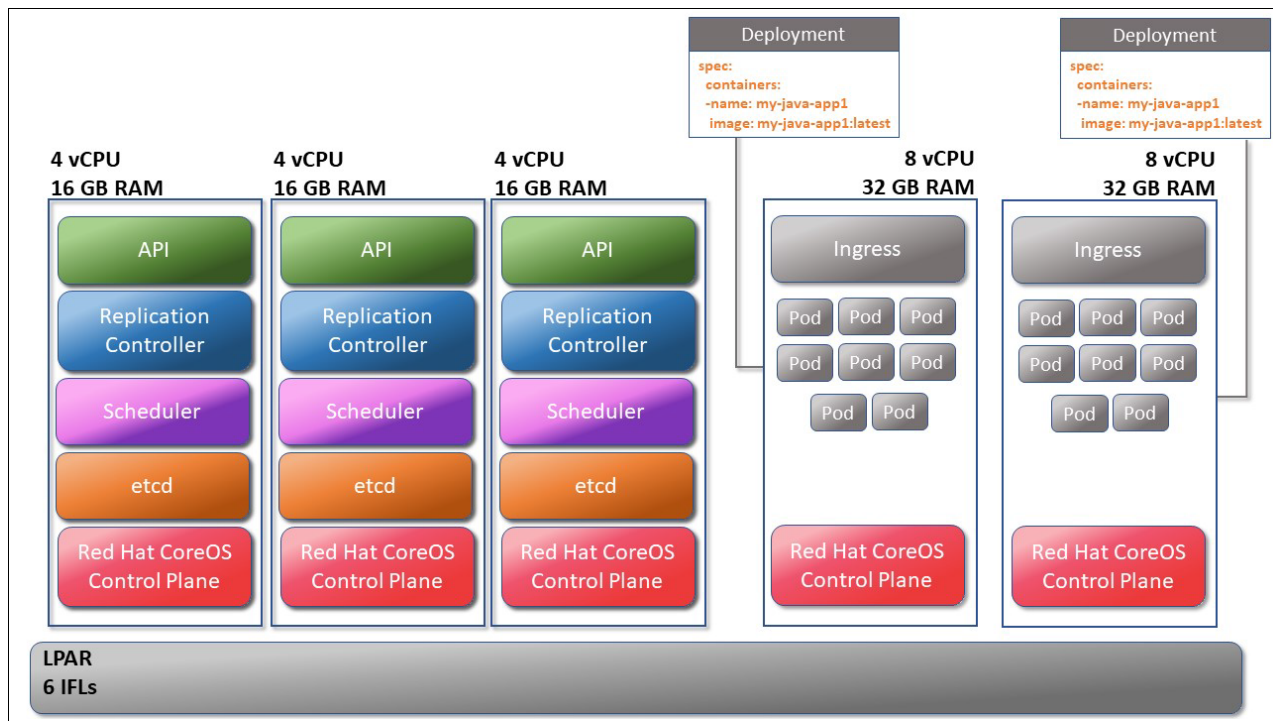 Deployment
spec:
containers:
-name: my-java-app1
image: my-java-app1:latest
Deployment
spec:
containers:
-name: my-java-app1
image: my-java-app1:latest
4 vCPU
16 GB RAM
4 vCPU
16 GB RAM
4 vCPU
16 GB RAM
8 vCPU
32 GB RAM
8 vCPU
32 GB RAM
API
Replication
Controller
Scheduler
etcd
Red Hat CoreOS
Control Plane
API
Replication
Controller
Scheduler
etcd
Red Hat CoreOS
Control Plane
API
Replication
Controller
Scheduler
etcd
Red Hat CoreOS
Control Plane
Ingress
Pod Pod Pod
Pod Pod Pod
Pod Pod
Red Hat CoreOS
Control Plane
Ingress
Pod Pod Pod
Pod Pod Pod
Pod Pod
Red Hat CoreOS
Control Plane
LPAR
6 IFLs